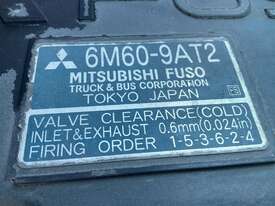 6M60-9AT2
MITSUBISHI FUSO
TRUCK & BUS CORPORATION
TOKYO JAPAN
VALVE CLEARANCE(COLD)
INLET&EXHAUST 0.6mm(0.024in)
FIRING ORDER 1-5-3-6-2-4